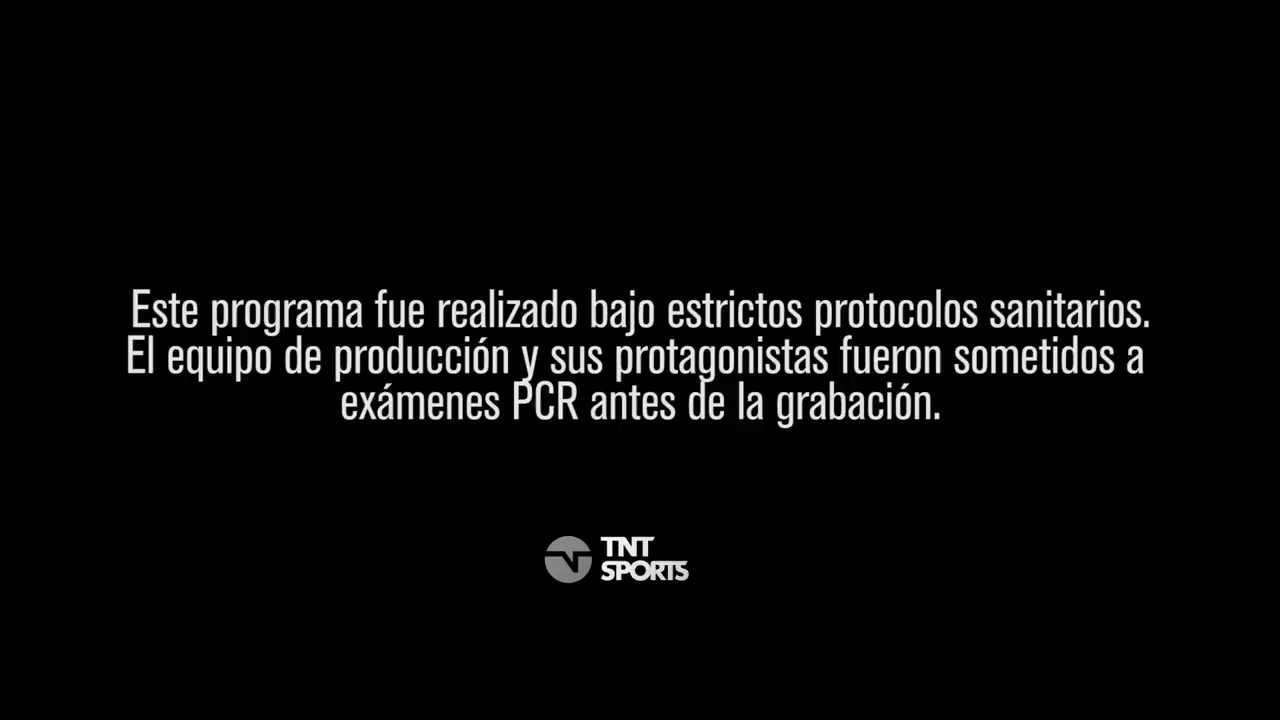 Este programa fue realizado bajo estrictos protocolos sanitarios.
El equipo de producción y sus protagonistas fueron sometidos a
exámenes PCR antes de la grabación.
TNT
SPORTS